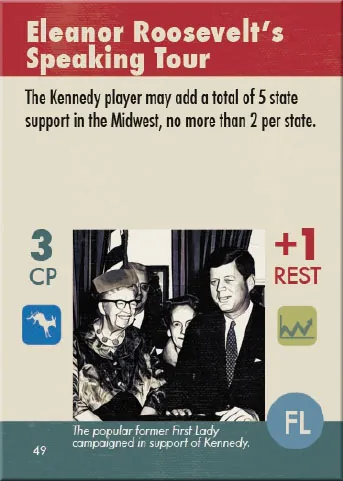 Eleanor Roosevelt's
Speaking Tour
The Kennedy player may add a total of 5 state
support in the Midwest, no more than 2 per state.
3
CP
+1
REST
The popular former First Lady
campaigned in support of Kennedy.
FL
49